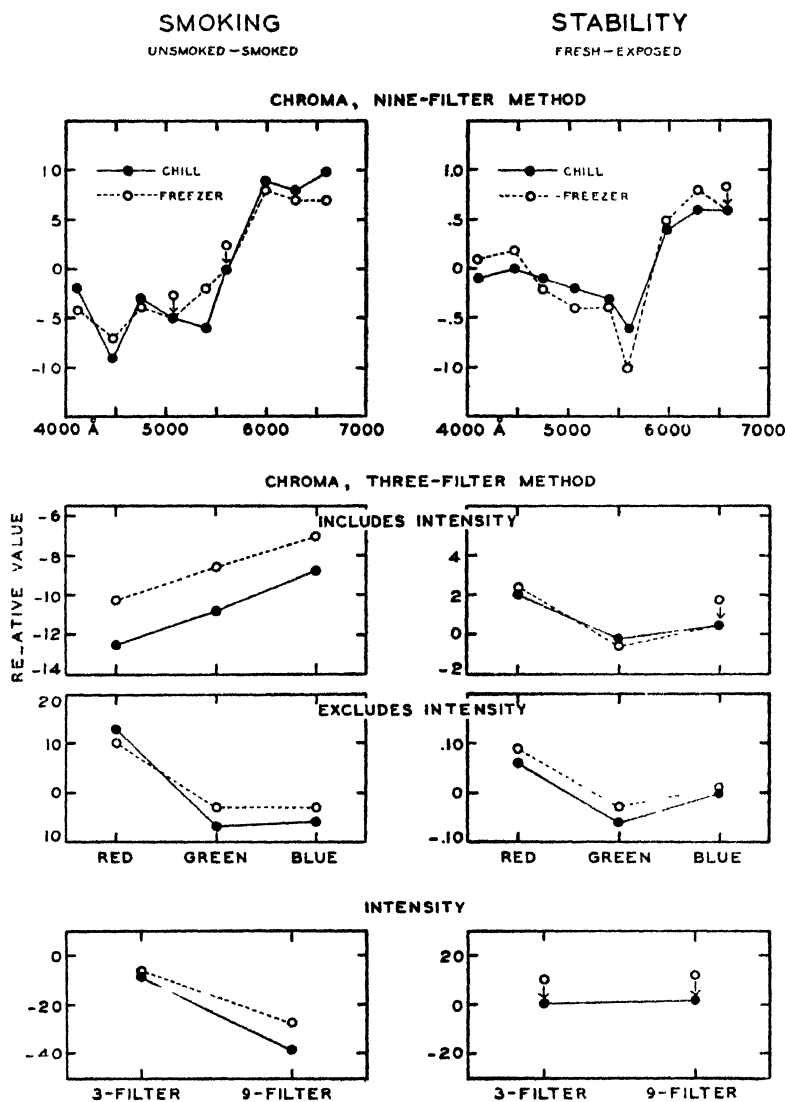 SMOKING
UNSMOKED – SMOKED
STABILITY
FRESH – EXPOSED
CHROMA, NINE-FILTER METHOD
10
.5
0
-.5
-10
CHILL
FREEZER
4000 Å 5000 6000 7000
1.0
.5
0
-.5
-1.0
CHILL
FREEZER
4000 Å 5000 6000 7000
CHROMA, THREE-FILTER METHOD
RELATIVE VALUE
INCLUDES INTENSITY
-6
-8
-10
-12
-14
4
2
0
-2
EXCLUDES INTENSITY
20
10
0
10
RED GREEN BLUE
.10
0
-.10
RED GREEN BLUE
INTENSITY
0
-20
-40
3-FILTER 9-FILTER
20
0
-20
3-FILTER 9-FILTER